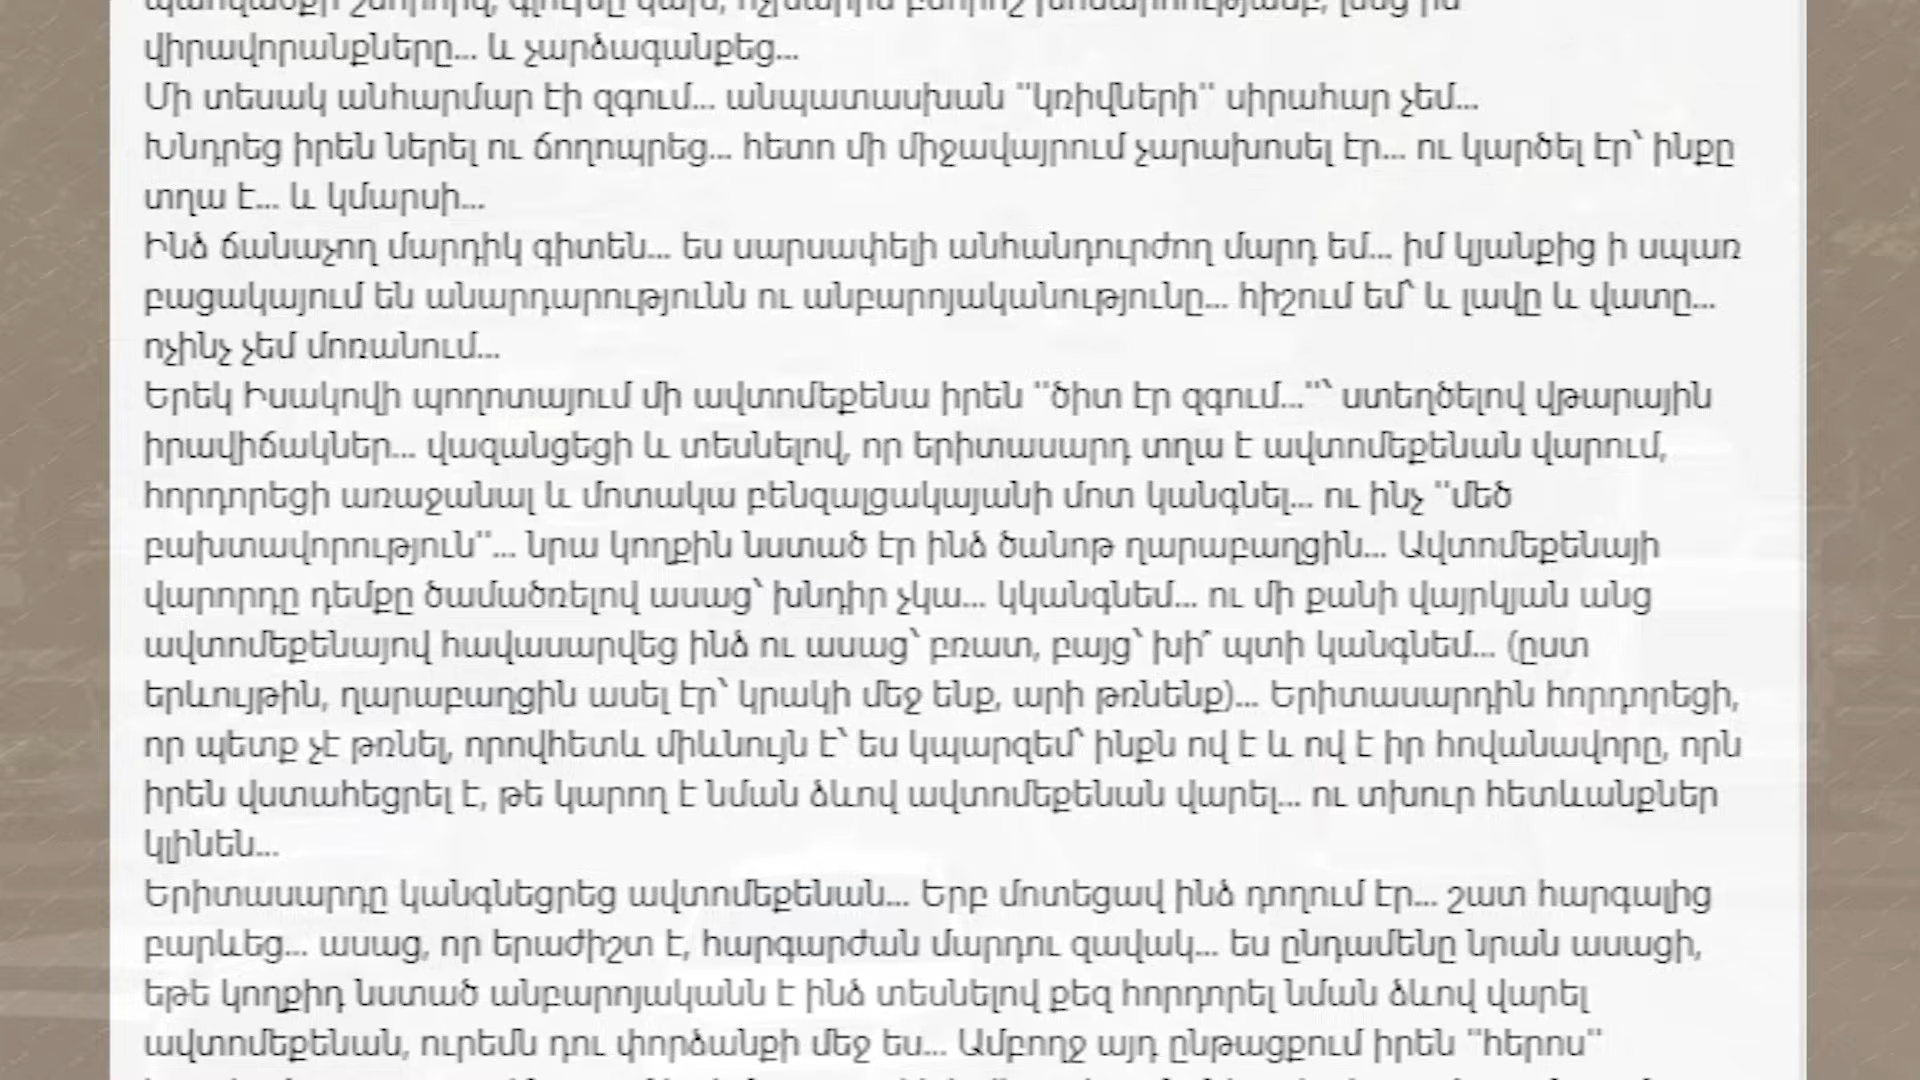 վիրավորանքները... և չարձագանքեց...
Մի տեսակ անհարմար էի զգում... անպատասխան ''կռիվների'' սիրահար չեմ...
Խնդրեց իրեն ներել ու ճողոպրեց... հետո մի միջավայրում չարախոսել էր... ու կարծել էր՝ ինքը
տղա է... և կմարսի...
Ինձ ճանաչող մարդիկ գիտեն... ես սարսափելի անհանդուրժող մարդ եմ... իմ կյանքից ի սպառ
բացակայում են անարդարությունն ու անբարոյականությունը... հիշում եմ՝ և լավը և վատը...
ոչինչ չեմ մոռանում...
Երեկ Իսակովի պողոտայում մի ավտոմեքենա իրեն ''ծիտ էր զգում...''՝ ստեղծելով վթարային
իրավիճակներ... վազանցեցի և տեսնելով, որ երիտասարդ տղա է ավտոմեքենան վարում,
հորդորեցի առաջանալ և մոտակա բենզալցակայանի մոտ կանգնել... ու ինչ ''մեծ
բախտավորություն''... նրա կողքին նստած էր ինձ ծանոթ ղարաբաղցին... Ավտոմեքենայի
վարորդը դեմքը ծամածռելով ասաց՝ խնդիր չկա... կկանգնեմ... ու մի քանի վայրկյան անց
ավտոմեքենայով հավասարվեց ինձ ու ասաց՝ բռատ, բայց՝ խի՞ պտի կանգնեմ... (ըստ
երևույթին, ղարաբաղցին ասել էր՝ կրակի մեջ ենք, արի թռնենք)... Երիտասարդին հորդորեցի,
որ պետք չէ թռնել, որովհետև միևնույն է՝ ես կպարզեմ՝ ինքն ով է և ով է իր հովանավորը, որն
իրեն վստահեցրել է, թե կարող է նման ձևով ավտոմեքենան վարել... ու տխուր հետևանքներ
կլինեն...
Երիտասարդը կանգնեցրեց ավտոմեքենան... Երբ մոտեցավ ինձ դողում էր... շատ հարգալից
բարևեց... ասաց, որ երաժիշտ է, հարգարժան մարդու զավակ... ես ընդամենը նրան ասացի,
եթե կողքիդ նստած անբարոյականն է ինձ տեսնելով քեզ հորդորել նման ձևով վարել
ավտոմեքենան, ուրեմն դու փորձանքի մեջ ես... Ամբողջ այդ ընթացքում իրեն ''հերոս''